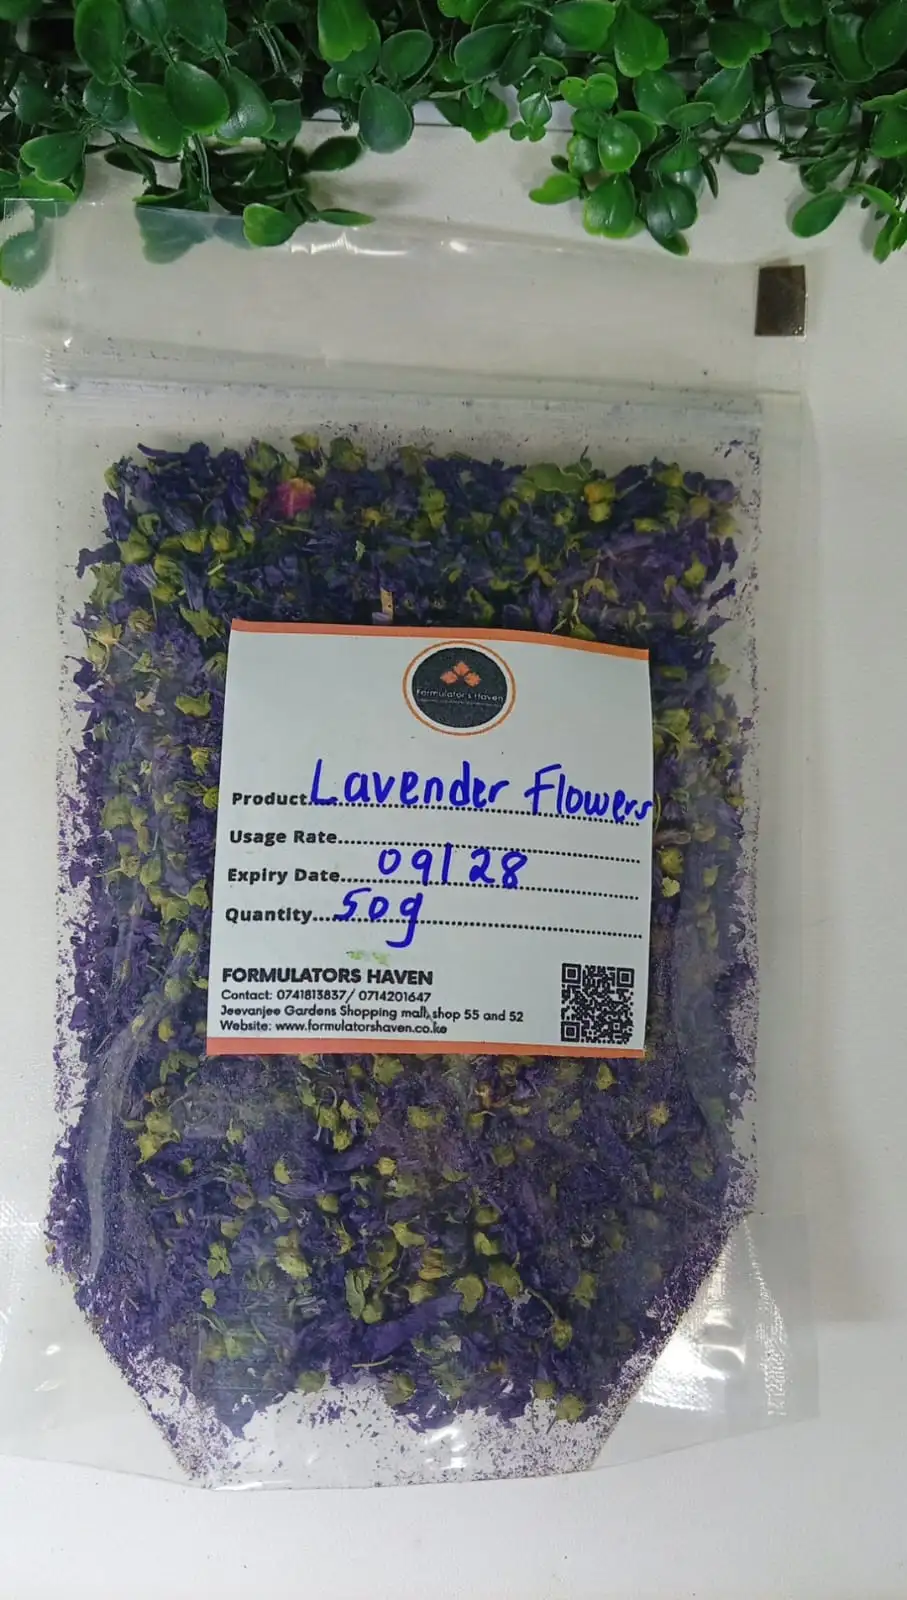 Formulator's Haven
Product.....Lavender Flowers
Usage Rate.....
Expiry Date.....09/28
Quantity.....50g
FORMULATORS HAVEN
Contact: 0741813837/ 0714201647
Jeevanjee Gardens Shopping mall, shop 55 and 52
Website: www.formulatorshaven.co.ke